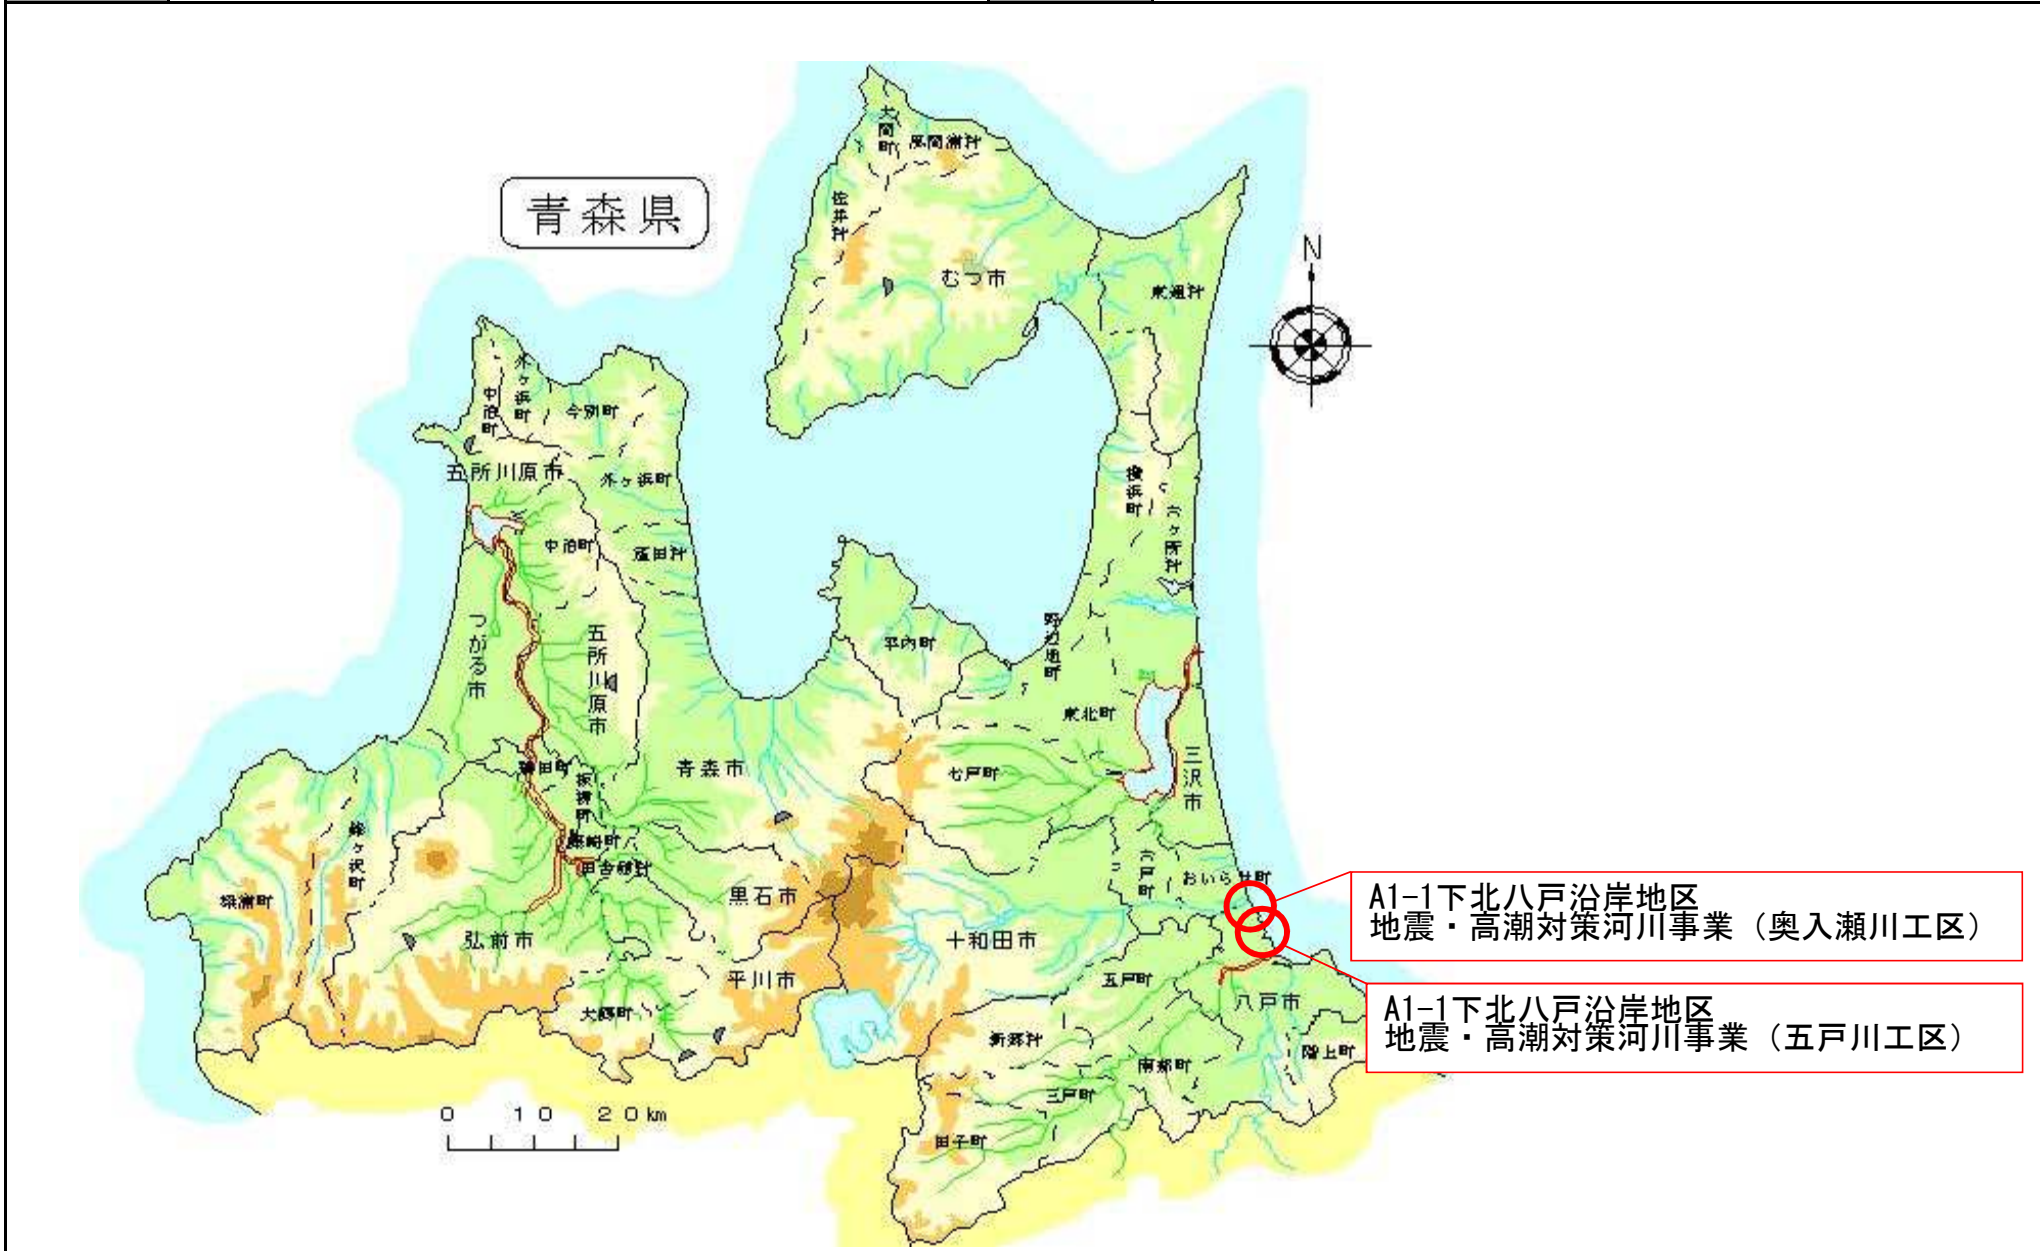 青森県
N
大間町
風間浦村
佐井村
むつ市
東通村
外ヶ浜町
中泊町
今別町
五所川原市
外ヶ浜町
横浜町
六ヶ所村
中泊町
蓬田村
つがる市
五所川原市
平内町
野辺地町
東北町
三沢市
七戸町
青森市
鶴田町
板柳町
藤崎町
田舎館村
鰺ヶ沢町
深浦町
黒石市
六戸町
おいらせ町
弘前市
十和田市
平川市
五戸町
八戸市
大鰐町
新郷村
階上町
南部町
三戸町
田子町
0 10 20km
A1-1下北八戸沿岸地区
地震・高潮対策河川事業（奥入瀬川工区）
A1-1下北八戸沿岸地区
地震・高潮対策河川事業（五戸川工区）